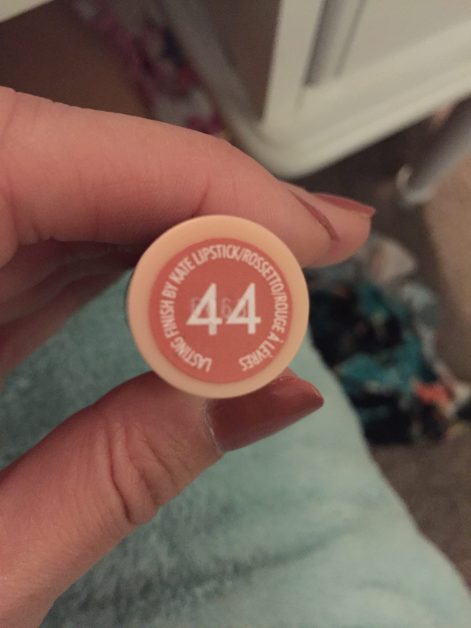 LASTING FINISH BY KATE LIPSTICK/ROSSETTO/ROUGE À LÈVRES
44